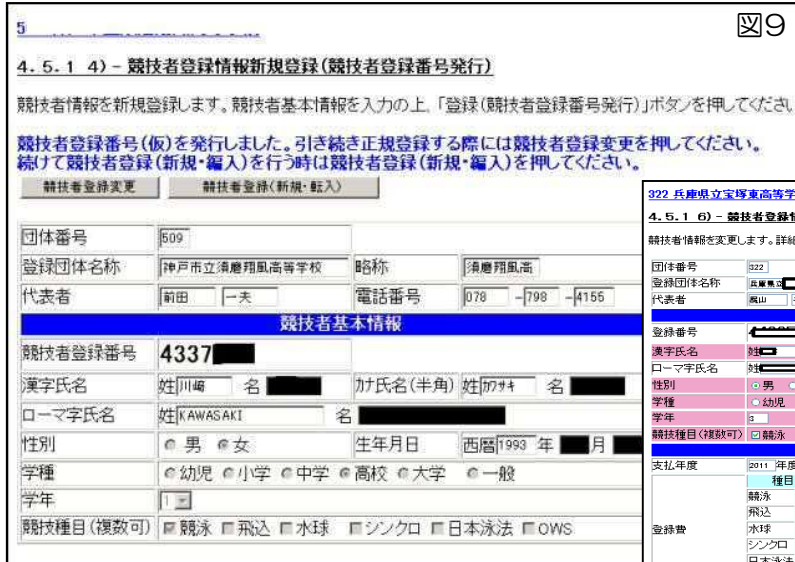 図9
5
4.5.1 4) - 競技者登録情報新規登録(競技者登録番号発行)
競技者情報を新規登録します。競技者基本情報を入力の上、「登録(競技者登録番号発行)」ボタンを押してくださ
競技者登録番号(仮)を発行しました。引き続き正規登録する際には競技者登録変更を押してください。
続けて競技者登録(新規・編入)を行う時は競技者登録(新規・編入)を押してください。
競技者登録変更 競技者登録(新規・転入)
団体番号 509
登録団体名称 神戸市立須磨翔風高等学校 略称 須磨翔風高
代表者 前田 一夫 電話番号 078 -798 -4155
競技者基本情報
競技者登録番号 4337
漢字氏名 姓 川崎 名 カナ氏名(半角) 姓 ｶﾜｻｷ 名
ローマ字氏名 姓 KAWASAKI 名
性別 男 女 生年月日 西暦 1993 年 月
学種 幼児 小学 中学 高校 大学 一般
学年 1
競技種目(複数可) 競泳 飛込 水球 シンクロ 日本泳法 OWS
322 兵庫県立宝塚東高等学
4.5.1 6) - 競技者登録情
競技者情報を変更します。詳細
団体番号 322
登録団体名称 兵庫県立
代表者
登録番号
漢字氏名 姓
ローマ字氏名 姓
性別 男
学種 幼児
学年 3
競技種目(複数可) 競泳
支払年度 2011 年度
種目
登録費
競泳
飛込
水球
シンクロ
日本泳法